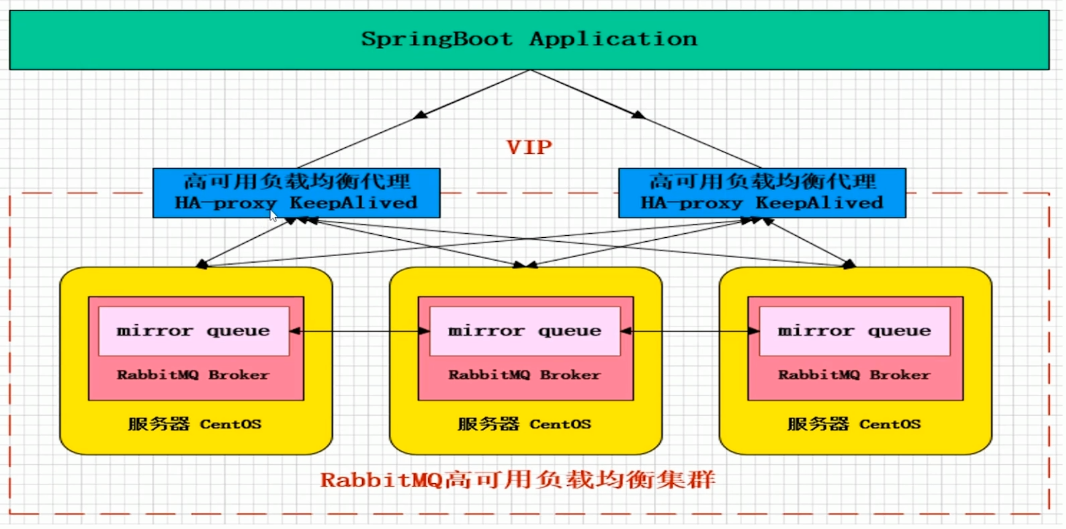 SpringBoot Application
VIP
高可用负载均衡代理
HA-proxy KeepAlived
高可用负载均衡代理
HA-proxy KeepAlived
mirror queue
RabbitMQ Broker
服务器 CentOS
mirror queue
RabbitMQ Broker
服务器 CentOS
mirror queue
RabbitMQ Broker
服务器 CentOS
RabbitMQ高可用负载均衡集群